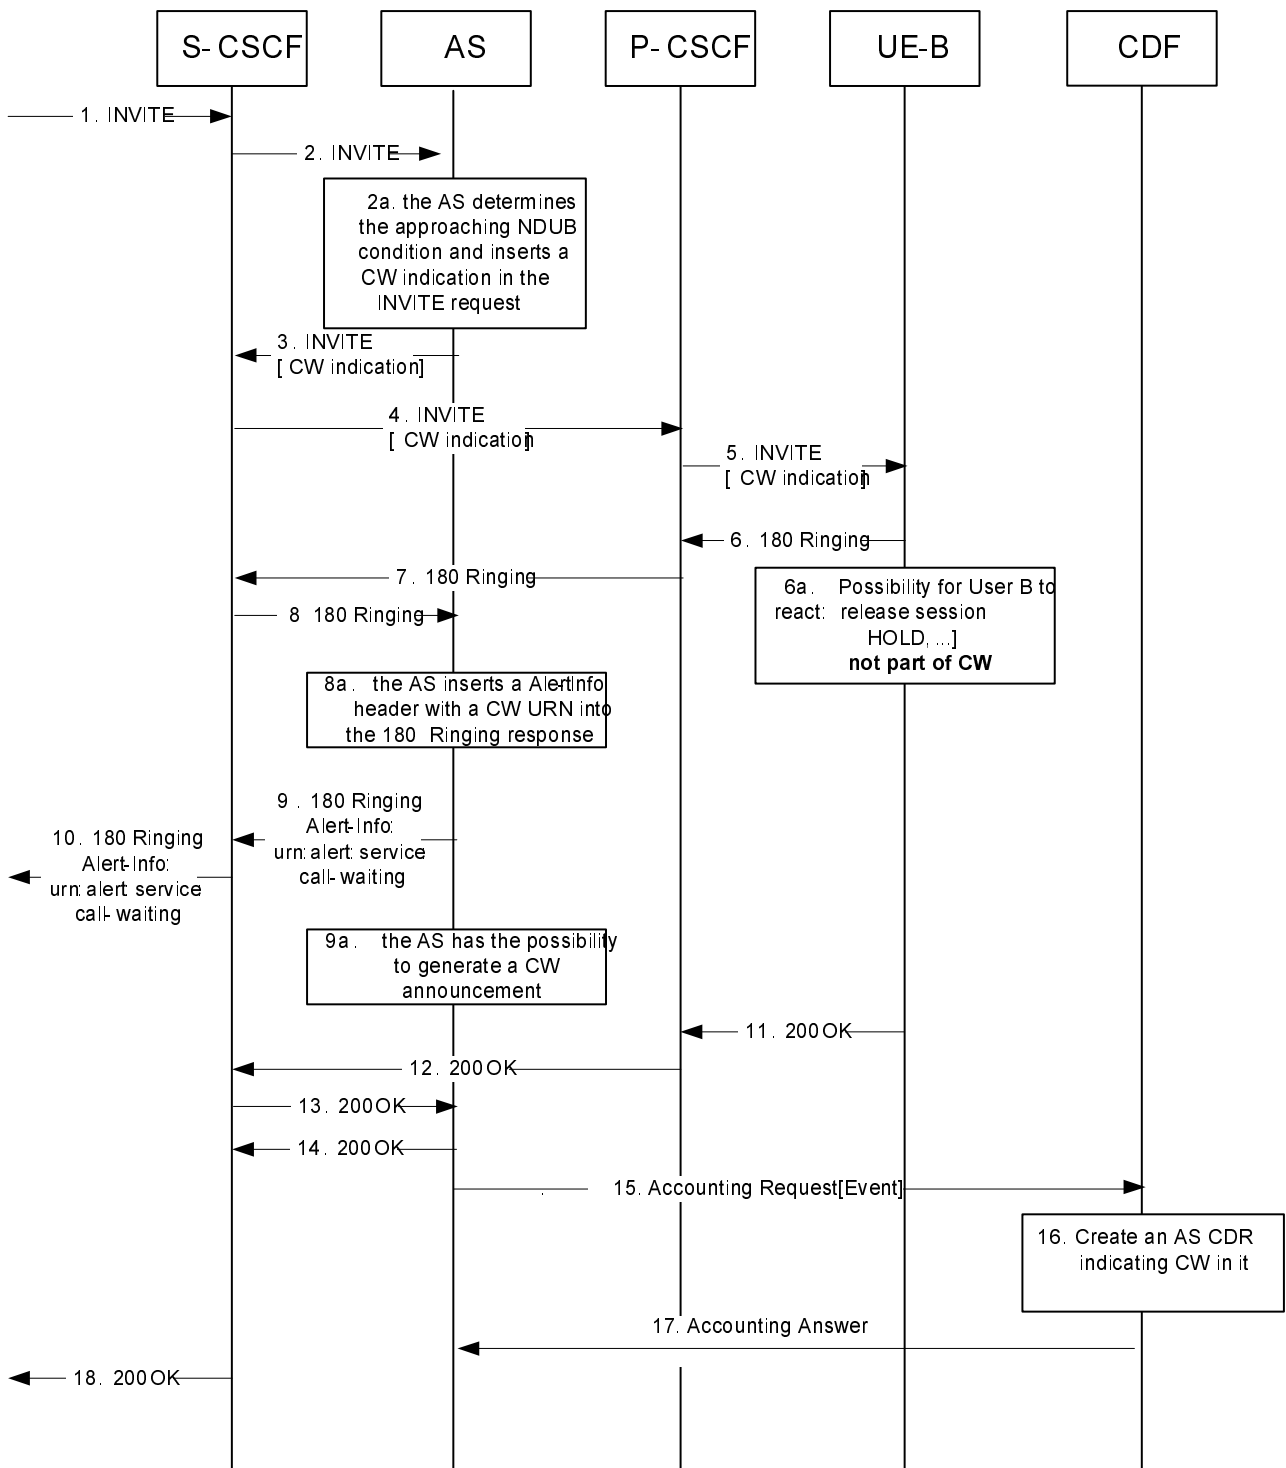 S-CSCF
AS
P-CSCF
UE-B
CDF
1. INVITE
2. INVITE
2a. the AS determines
the approaching NDUB
condition and inserts a
CW indication in the
INVITE request
3. INVITE
[ CW indication]
4. INVITE
[ CW indication]
5. INVITE
[ CW indication]
6. 180 Ringing
7. 180 Ringing
6a. Possibility for User B to
react: release session
HOLD, ...]
not part of CW
8 180 Ringing
8a. the AS inserts a Alert-Info
header with a CW URN into
the 180 Ringing response
9. 180 Ringing
Alert-Info:
urn:alert: service
call-waiting
10. 180 Ringing
Alert-Info:
urn:alert: service
call-waiting
9a. the AS has the possibility
to generate a CW
announcement
11. 200 OK
12. 200 OK
13. 200 OK
14. 200 OK
15. Accounting Request[Event]
16. Create an AS CDR
indicating CW in it
17. Accounting Answer
18. 200 OK